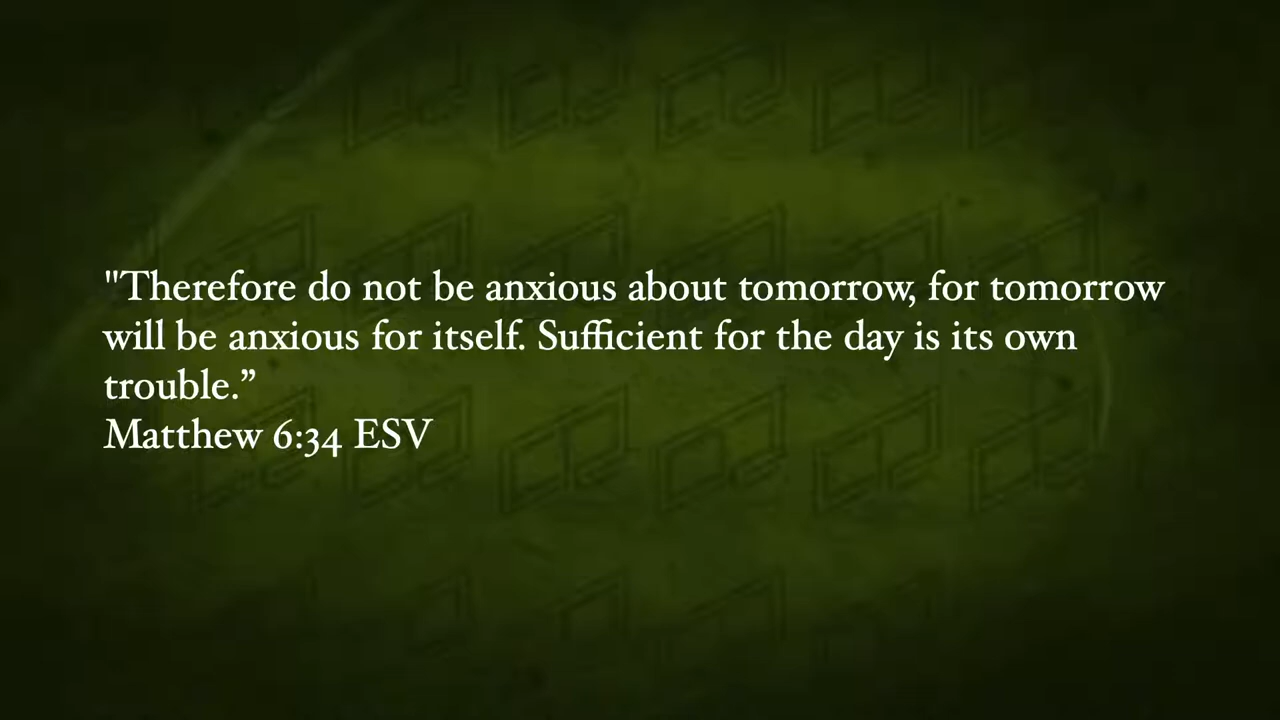 "Therefore do not be anxious about tomorrow, for tomorrow
will be anxious for itself. Sufficient for the day is its own
trouble.”
Matthew 6:34 ESV